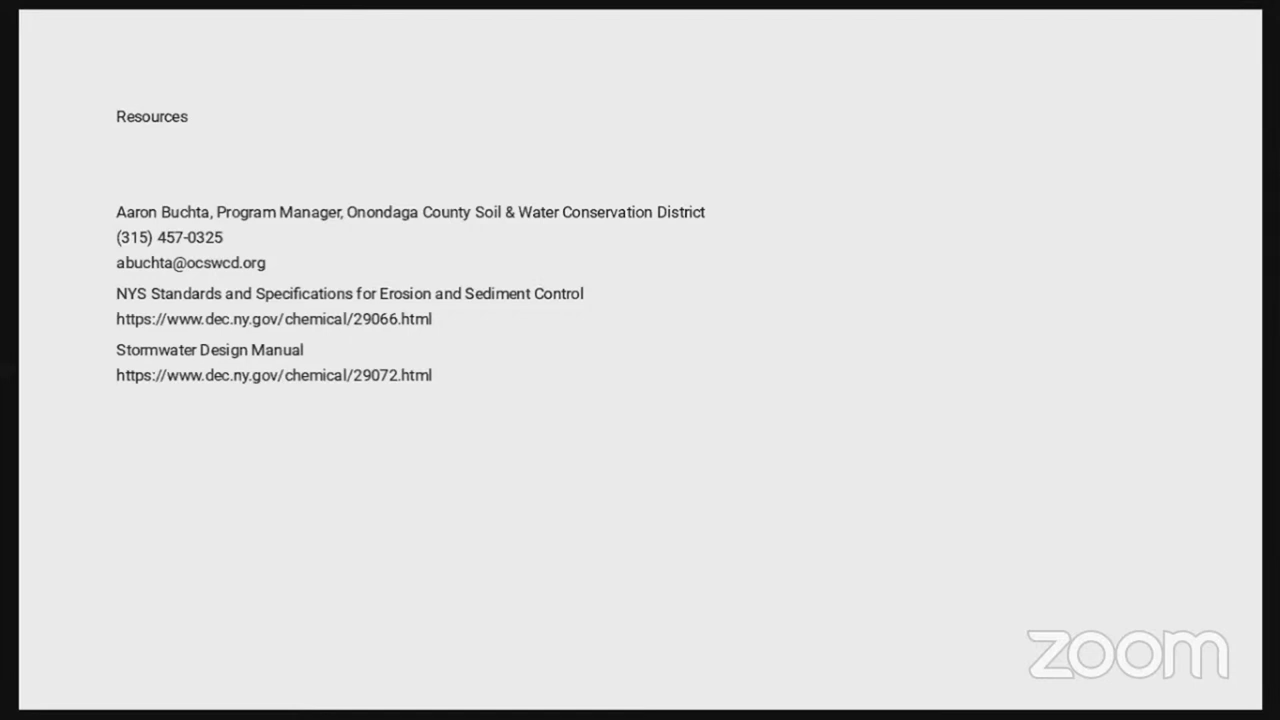 Resources
Aaron Buchta, Program Manager, Onondaga County Soil & Water Conservation District
(315) 457-0325
abuchta@ocswcd.org
NYS Standards and Specifications for Erosion and Sediment Control
https://www.dec.ny.gov/chemical/29066.html
Stormwater Design Manual
https://www.dec.ny.gov/chemical/29072.html
zoom